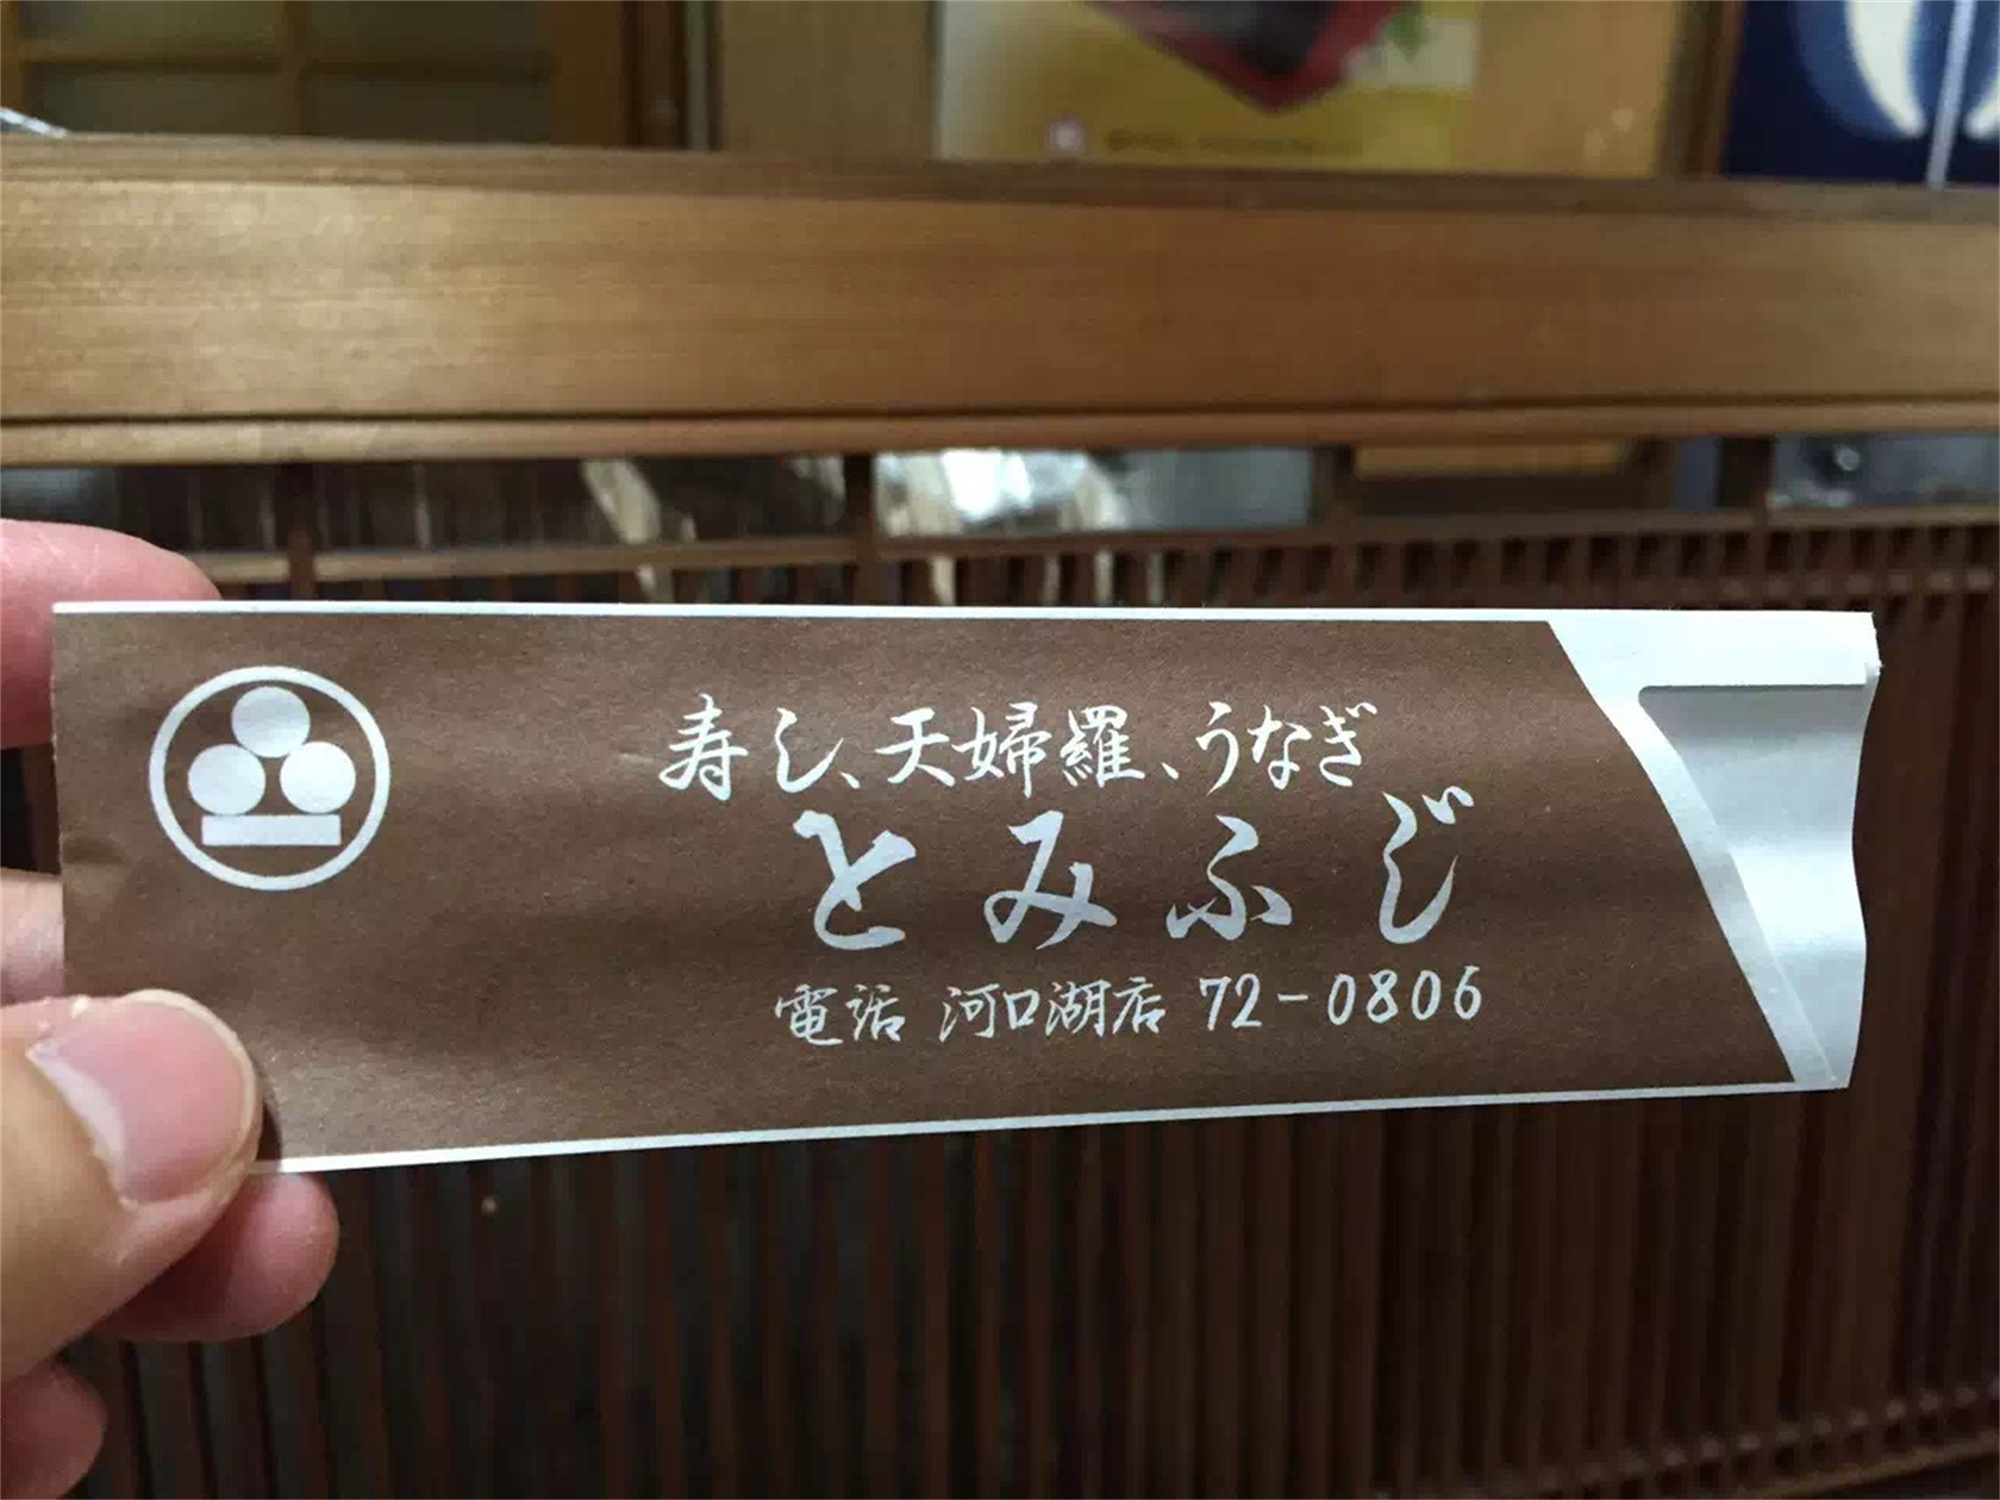 寿し、天婦羅、うなぎ
とみふじ
電話 河口湖店 72-0806